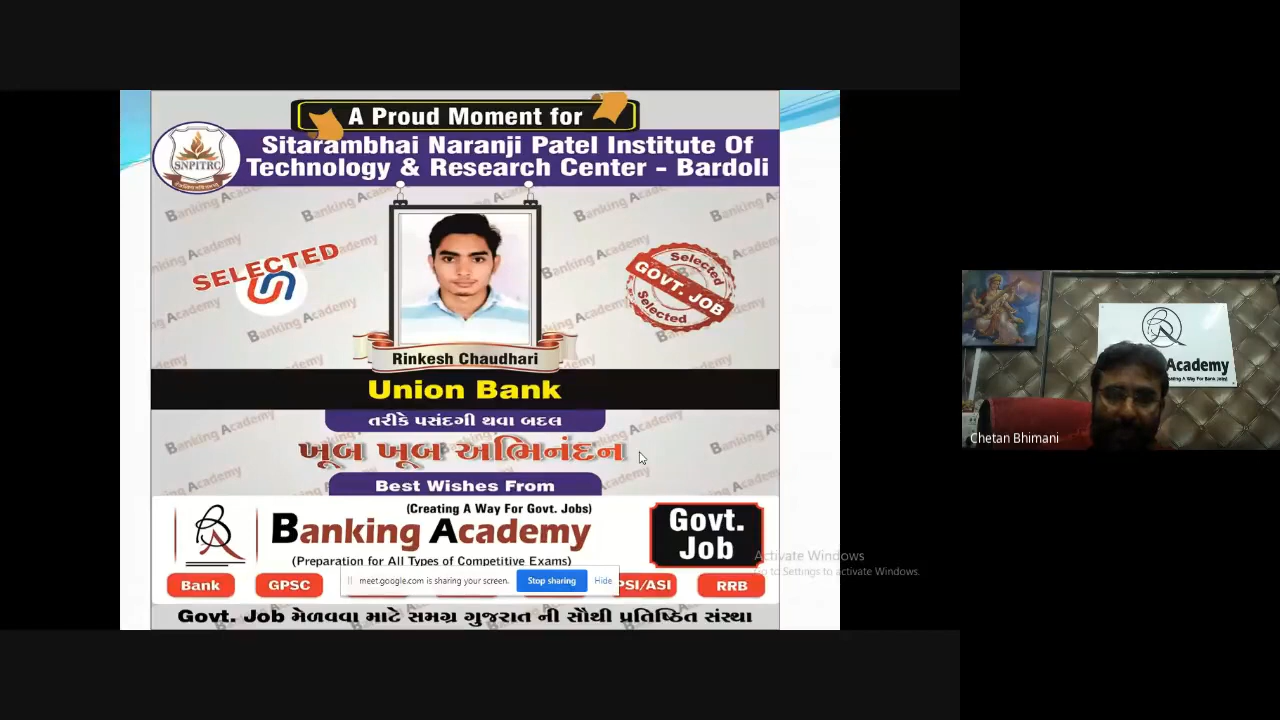 A Proud Moment for
Sitarambhai Naranji Patel Institute Of
Technology & Research Center - Bardoli
SNPITRC
SELECTED
Selected
GOVT. JOB
Selected
Rinkesh Chaudhari
Union Bank
તરીકે પસંદગી થવા બદલ
ખૂબ ખૂબ અભિનંદન
Best Wishes From
(Creating A Way For Govt. Jobs)
Banking Academy
(Preparation for All Types of Competitive Exams)
Govt.
Job
Bank GPSC PSI/ASI RRB
meet.google.com is sharing your screen. Stop sharing Hide
Govt. Job મેળવવા માટે સમગ્ર ગુજરાત ની સૌથી પ્રતિષ્ઠિત સંસ્થા
Activate Windows
Go to Settings to activate Windows.
Academy
Chetan Bhimani